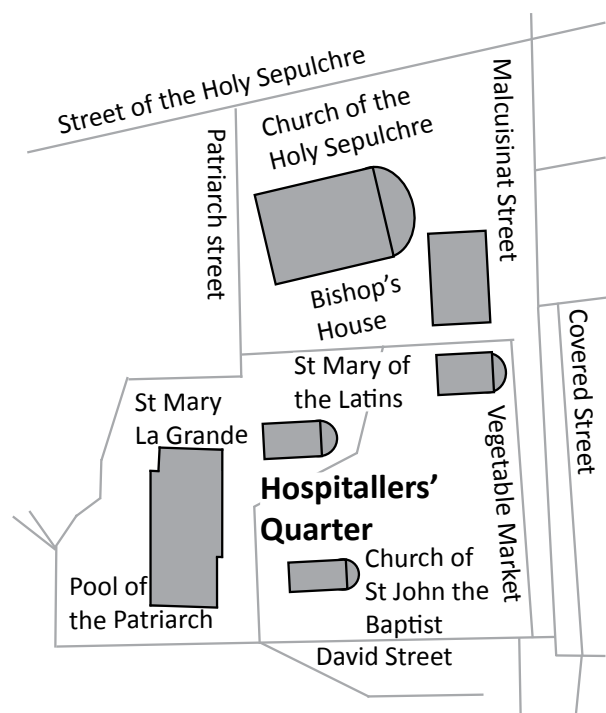 Street of the Holy Sepulchre
Church of the
Holy Sepulchre
Malcuisinat Street
Patriarch street
Bishop's
House
Covered Street
St Mary of
the Latins
St Mary
La Grande
Vegetable Market
Hospitallers'
Quarter
Pool of
the Patriarch
Church of
St John the
Baptist
David Street